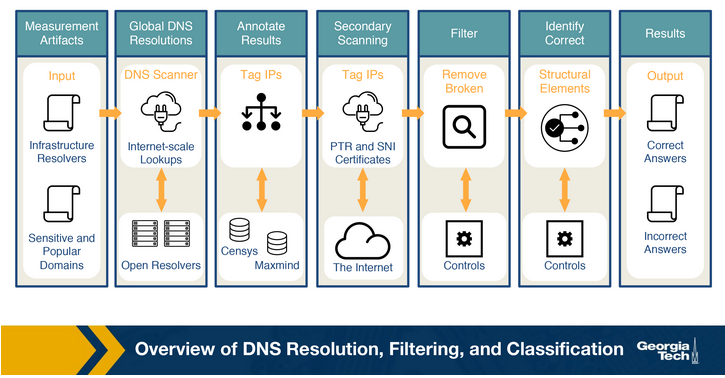 Measurement
Artifacts
Input
Infrastructure
Resolvers
Sensitive and
Popular
Domains
Global DNS
Resolutions
DNS Scanner
Internet-scale
Lookups
Open Resolvers
Annotate
Results
Tag IPs
Censys
Maxmind
Secondary
Scanning
Tag IPs
PTR and SNI
Certificates
The Internet
Filter
Remove
Broken
Controls
Identify
Correct
Structural
Elements
Controls
Results
Output
Correct
Answers
Incorrect
Answers
Overview of DNS Resolution, Filtering, and Classification
Georgia
Tech